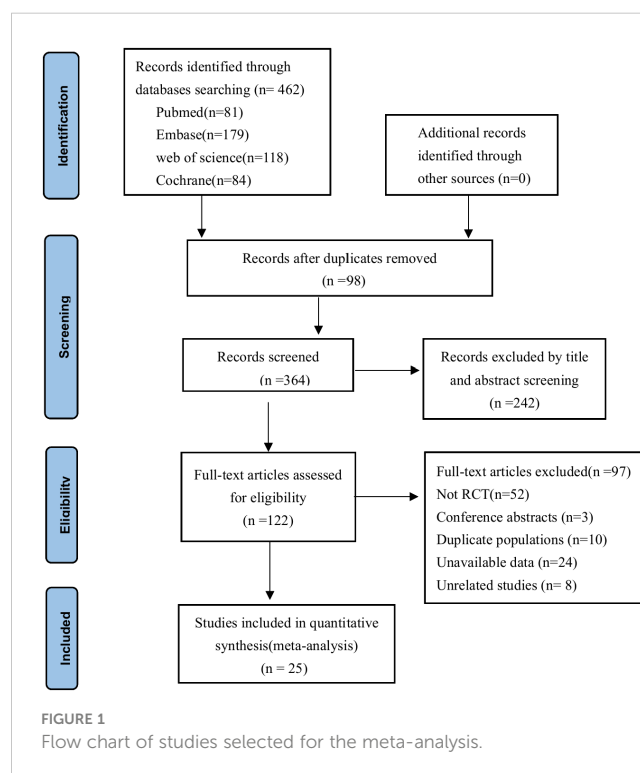 Identification
Records identified through
databases searching (n= 462)
Pubmed(n=81)
Embase(n=179)
web of science(n=118)
Cochrane(n=84)
Additional records
identified through
other sources (n=0)
Screening
Records after duplicates removed
(n =98)
Records screened
(n =364)
Records excluded by title
and abstract screening
(n =242)
Eligibility
Full-text articles assessed
for eligibility
(n =122)
Full-text articles excluded(n =97)
Not RCT(n=52)
Conference abstracts (n=3)
Duplicate populations (n=10)
Unavailable data(n=24)
Unrelated studies (n= 8)
Included
Studies included in quantitative
synthesis(meta-analysis)
(n = 25)
FIGURE 1
Flow chart of studies selected for the meta-analysis.